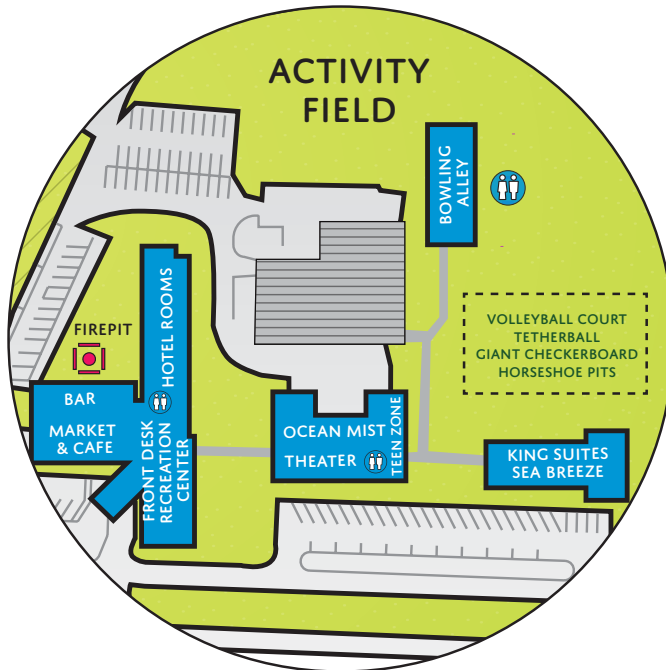 ACTIVITY
FIELD
BOWLING
ALLEY
VOLLEYBALL COURT
TETHERBALL
GIANT CHECKERBOARD
HORSESHOE PITS
FIREPIT
HOTEL ROOMS
BAR
MARKET
& CAFE
FRONT DESK
RECREATION
CENTER
OCEAN MIST
THEATER
TEEN ZONE
KING SUITES
SEA BREEZE